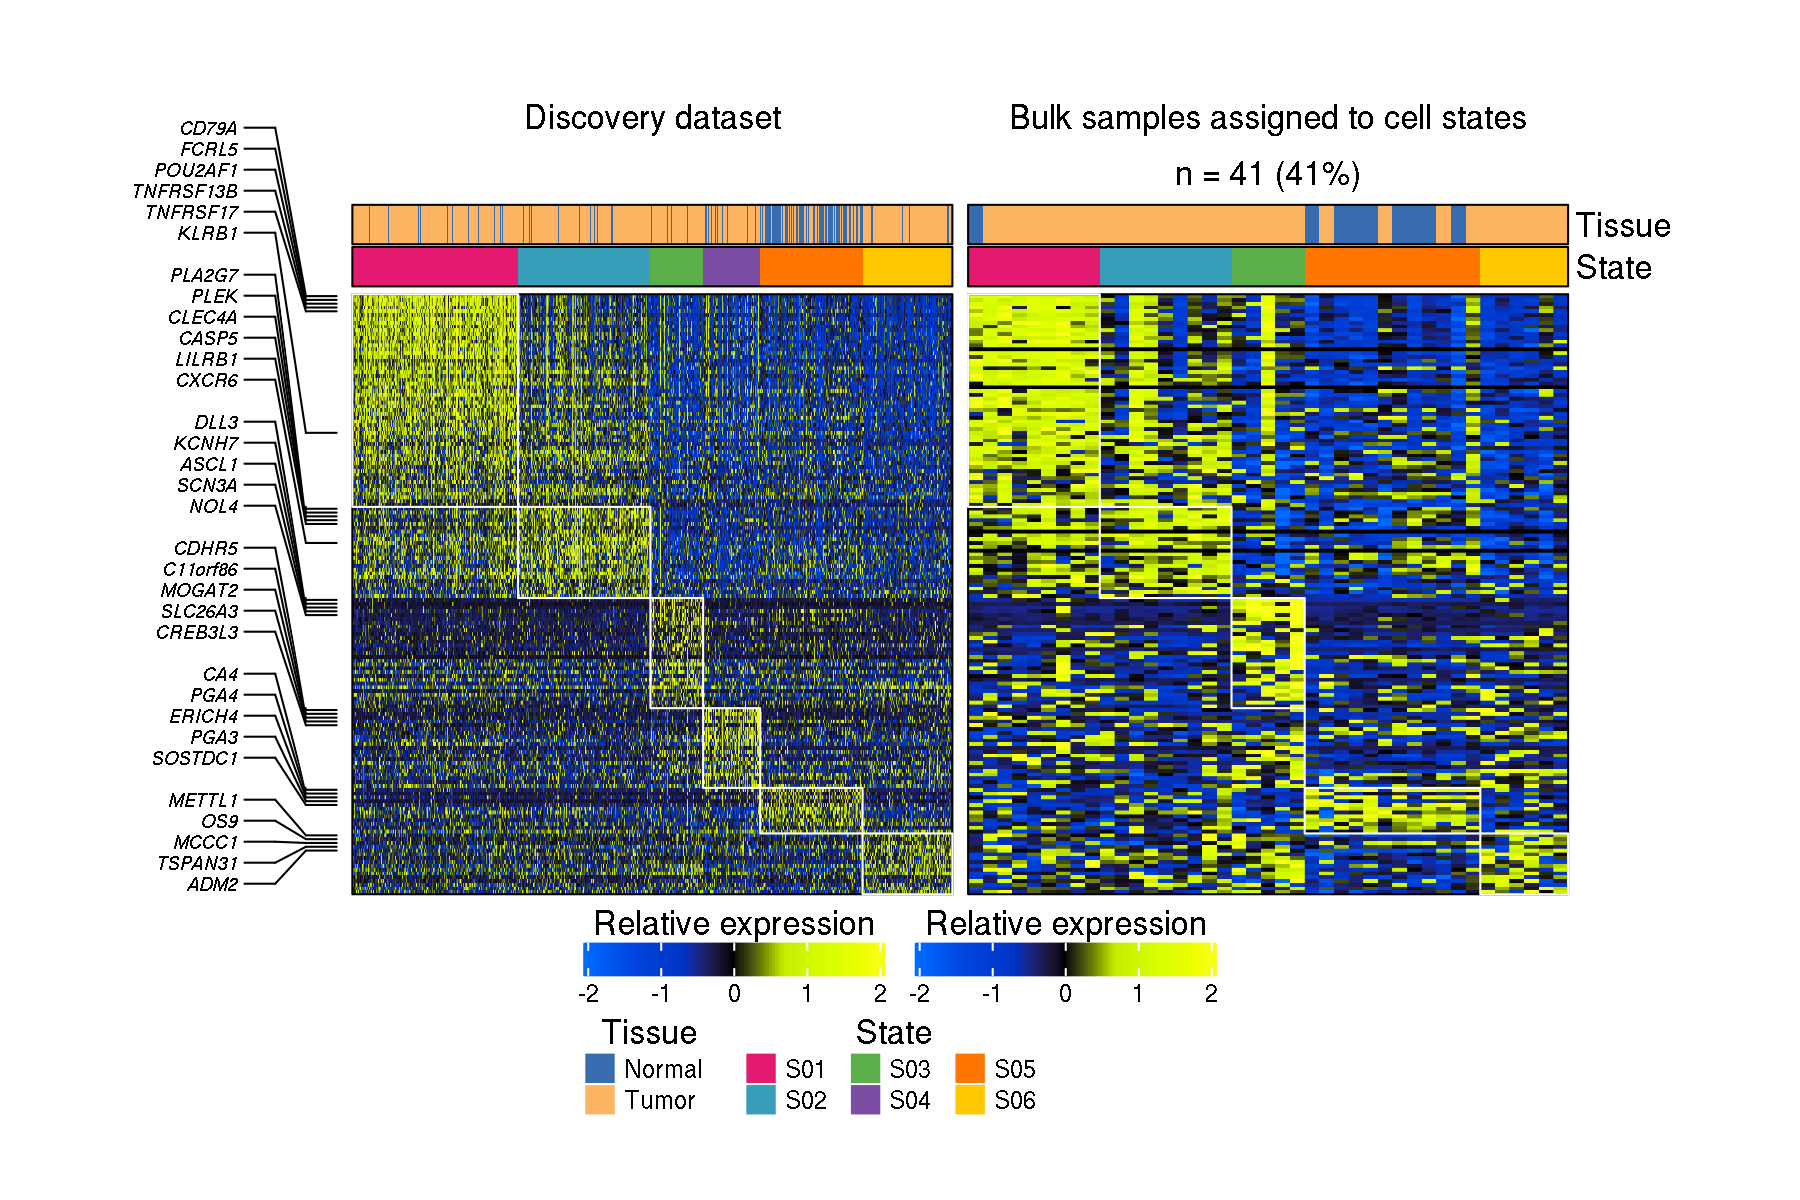 Discovery dataset
Bulk samples assigned to cell states
n = 41 (41%)
Tissue
State
CD79A
FCRL5
POU2AF1
TNFRSF13B
TNFRSF17
KLRB1
PLA2G7
PLEK
CLEC4A
CASP5
LILRB1
CXCR6
DLL3
KCNH7
ASCL1
SCN3A
NOL4
CDHR5
C11orf86
MOGAT2
SLC26A3
CREB3L3
CA4
PGA4
ERICH4
PGA3
SOSTDC1
METTL1
OS9
MCCC1
TSPAN31
ADM2
Relative expression
-2 -1 0 1 2
Relative expression
-2 -1 0 1 2
Tissue
Normal
Tumor
State
S01 S03 S05
S02 S04 S06